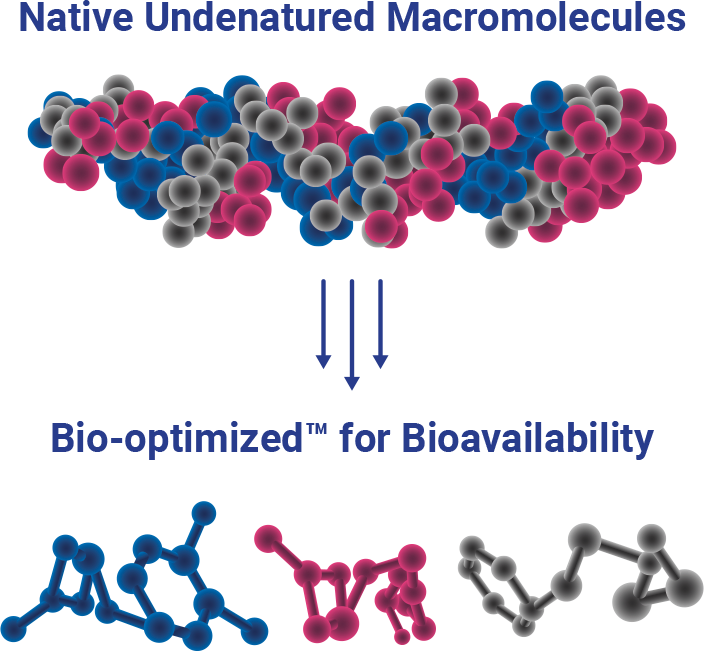 Native Undenatured Macromolecules
Bio-optimized™ for Bioavailability